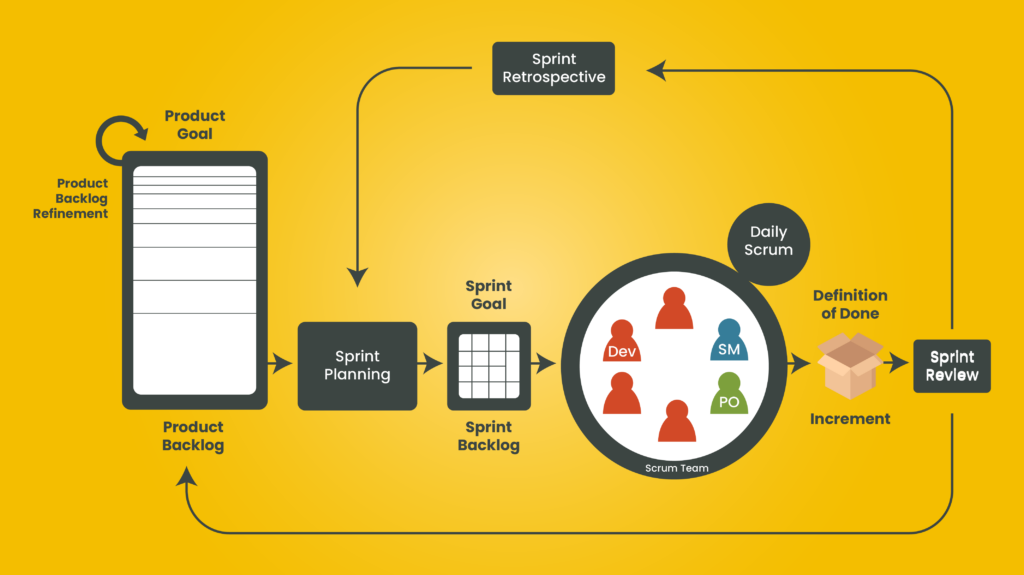 Sprint
Retrospective
Product
Goal
Product
Backlog
Refinement
Daily
Scrum
Sprint
Goal
Definition
of Done
Sprint
Planning
Dev
SM
PO
Sprint
Review
Product
Backlog
Sprint
Backlog
Increment
Scrum Team